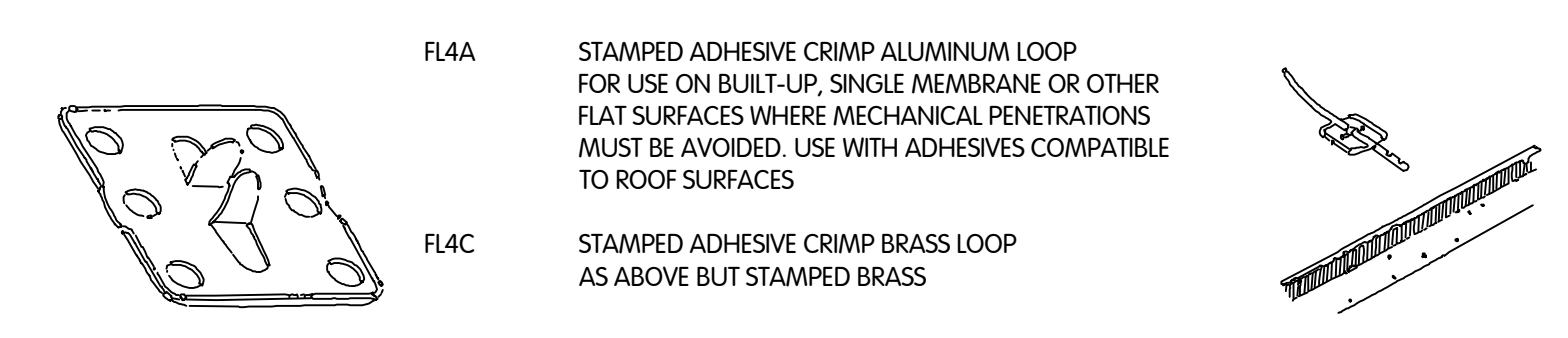 FL4A STAMPED ADHESIVE CRIMP ALUMINUM LOOP
FOR USE ON BUILT-UP, SINGLE MEMBRANE OR OTHER
FLAT SURFACES WHERE MECHANICAL PENETRATIONS
MUST BE AVOIDED. USE WITH ADHESIVES COMPATIBLE
TO ROOF SURFACES
FL4C STAMPED ADHESIVE CRIMP BRASS LOOP
AS ABOVE BUT STAMPED BRASS